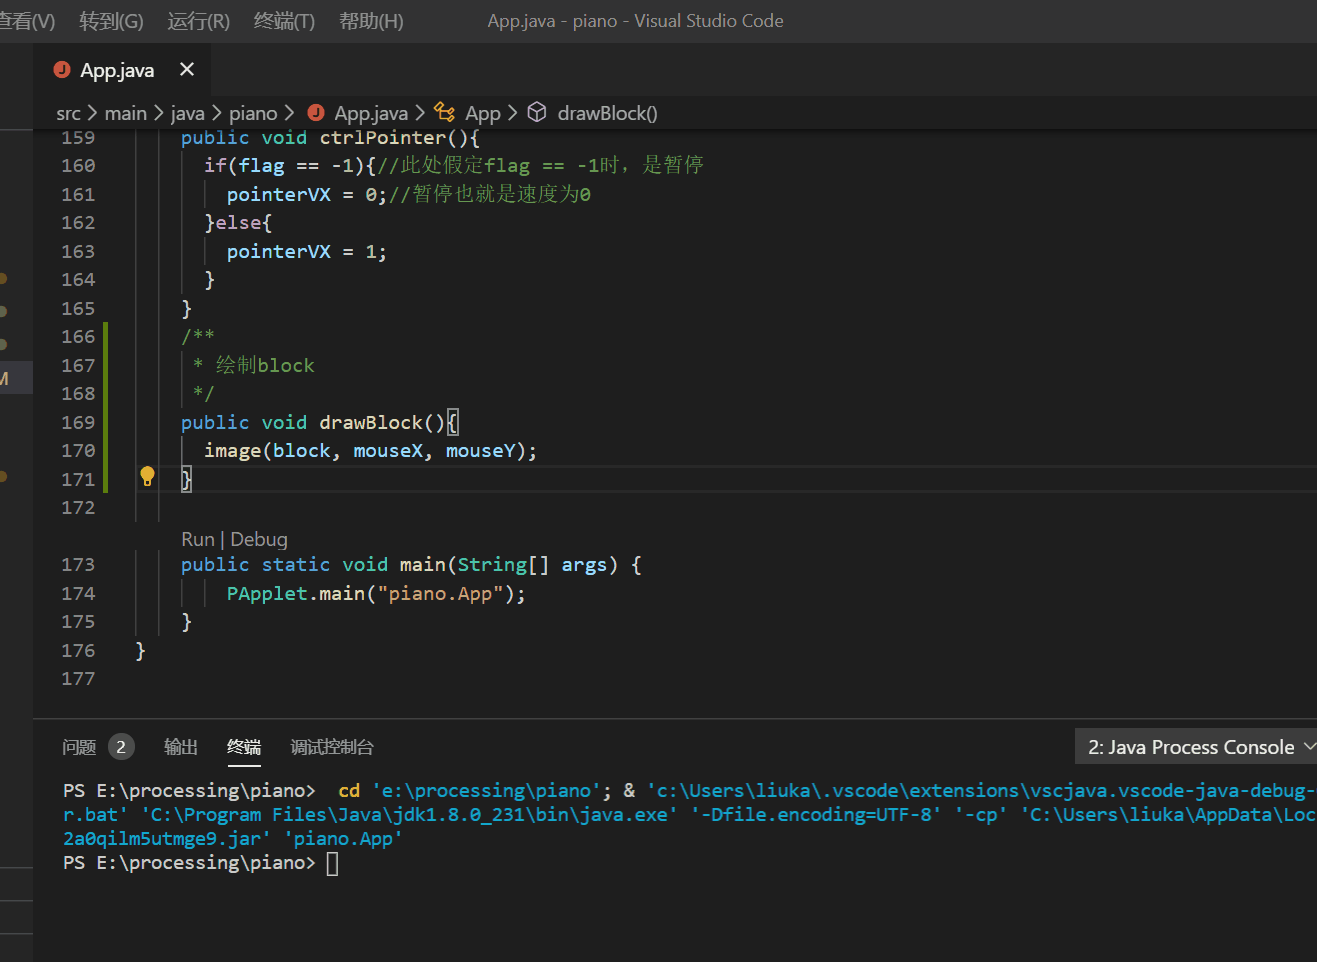 查看(V) 转到(G) 运行(R) 终端(T) 帮助(H) App.java - piano - Visual Studio Code
J App.java ×
src > main > java > piano > J App.java > App > drawBlock()
159 public void ctrlPointer(){
160 if(flag == -1){//此处假定flag == -1时，是暂停
161 pointerVX = 0;//暂停也就是速度为0
162 }else{
163 pointerVX = 1;
164 }
165 }
166 /**
167 * 绘制block
168 */
169 public void drawBlock(){
170 image(block, mouseX, mouseY);
171 }
172
Run | Debug
173 public static void main(String[] args) {
174 PApplet.main("piano.App");
175 }
176 }
177
M
问题 2 输出 终端 调试控制台 2: Java Process Console
PS E:\processing\piano> cd 'e:\processing\piano'; & 'c:\Users\liuka\.vscode\extensions\vscjava.vscode-java-debug-
r.bat' 'C:\Program Files\Java\jdk1.8.0_231\bin\java.exe' '-Dfile.encoding=UTF-8' '-cp' 'C:\Users\liuka\AppData\Loc
2a0qilm5utmge9.jar' 'piano.App'
PS E:\processing\piano>